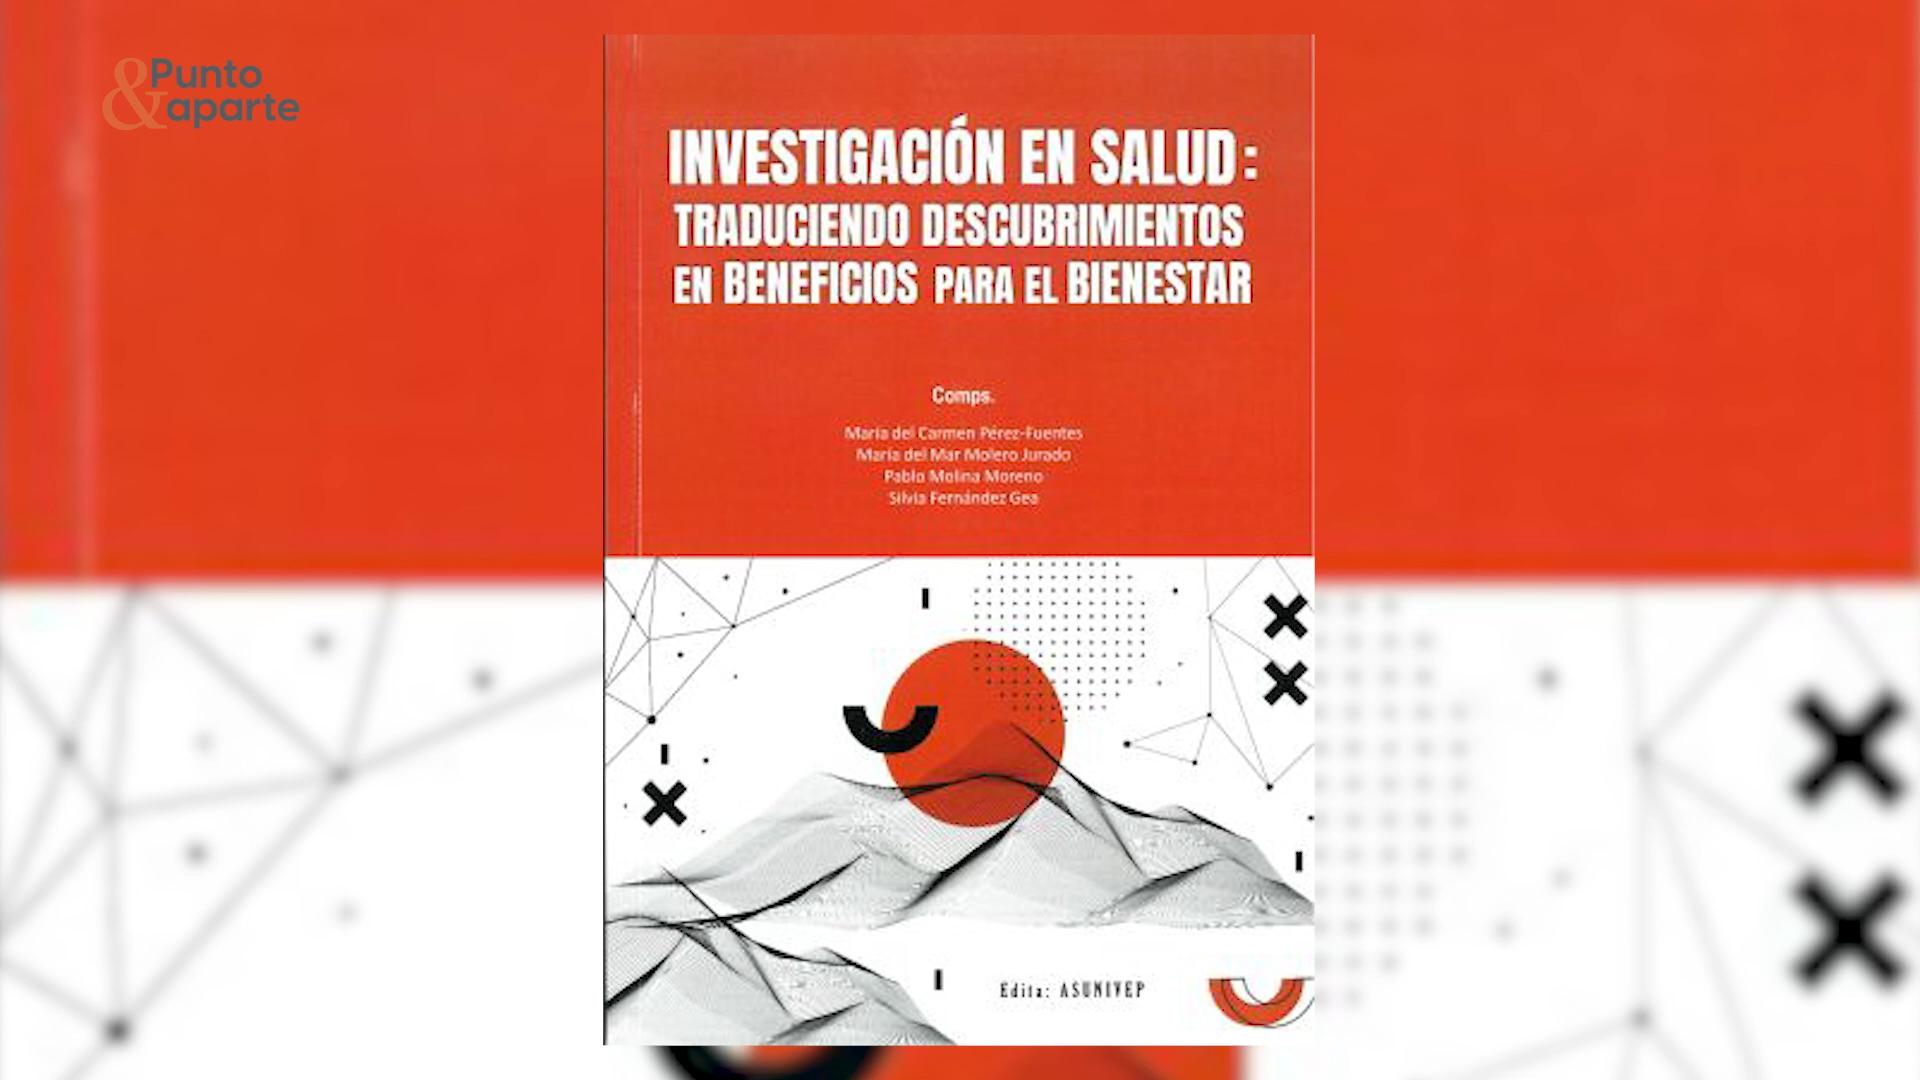 &Punto
aparte
INVESTIGACIÓN EN SALUD:
TRADUCIENDO DESCUBRIMIENTOS
EN BENEFICIOS PARA EL BIENESTAR
Comps.
María del Carmen Pérez-Fuentes
María del Mar Molero Jurado
Pablo Molina Moreno
Silvia Fernández Gea
Edita: ASUNIVEP